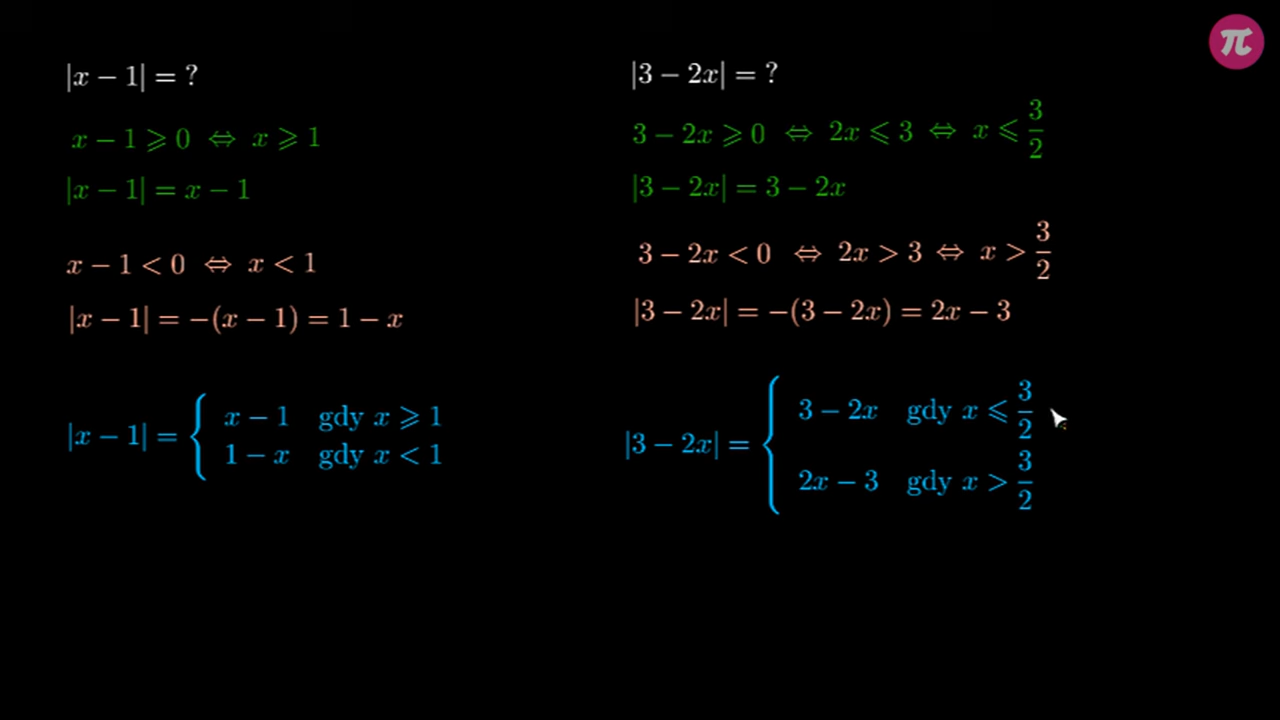 π
|x − 1| = ?
x − 1 ⩾ 0 ⇔ x ⩾ 1
|x − 1| = x − 1
x − 1 < 0 ⇔ x < 1
|x − 1| = −(x − 1) = 1 − x
|x − 1| = { x − 1 gdy x ⩾ 1
1 − x gdy x < 1
|3 − 2x| = ?
3 − 2x ⩾ 0 ⇔ 2x ⩽ 3 ⇔ x ⩽ 3/2
|3 − 2x| = 3 − 2x
3 − 2x < 0 ⇔ 2x > 3 ⇔ x > 3/2
|3 − 2x| = −(3 − 2x) = 2x − 3
|3 − 2x| = { 3 − 2x gdy x ⩽ 3/2
2x − 3 gdy x > 3/2